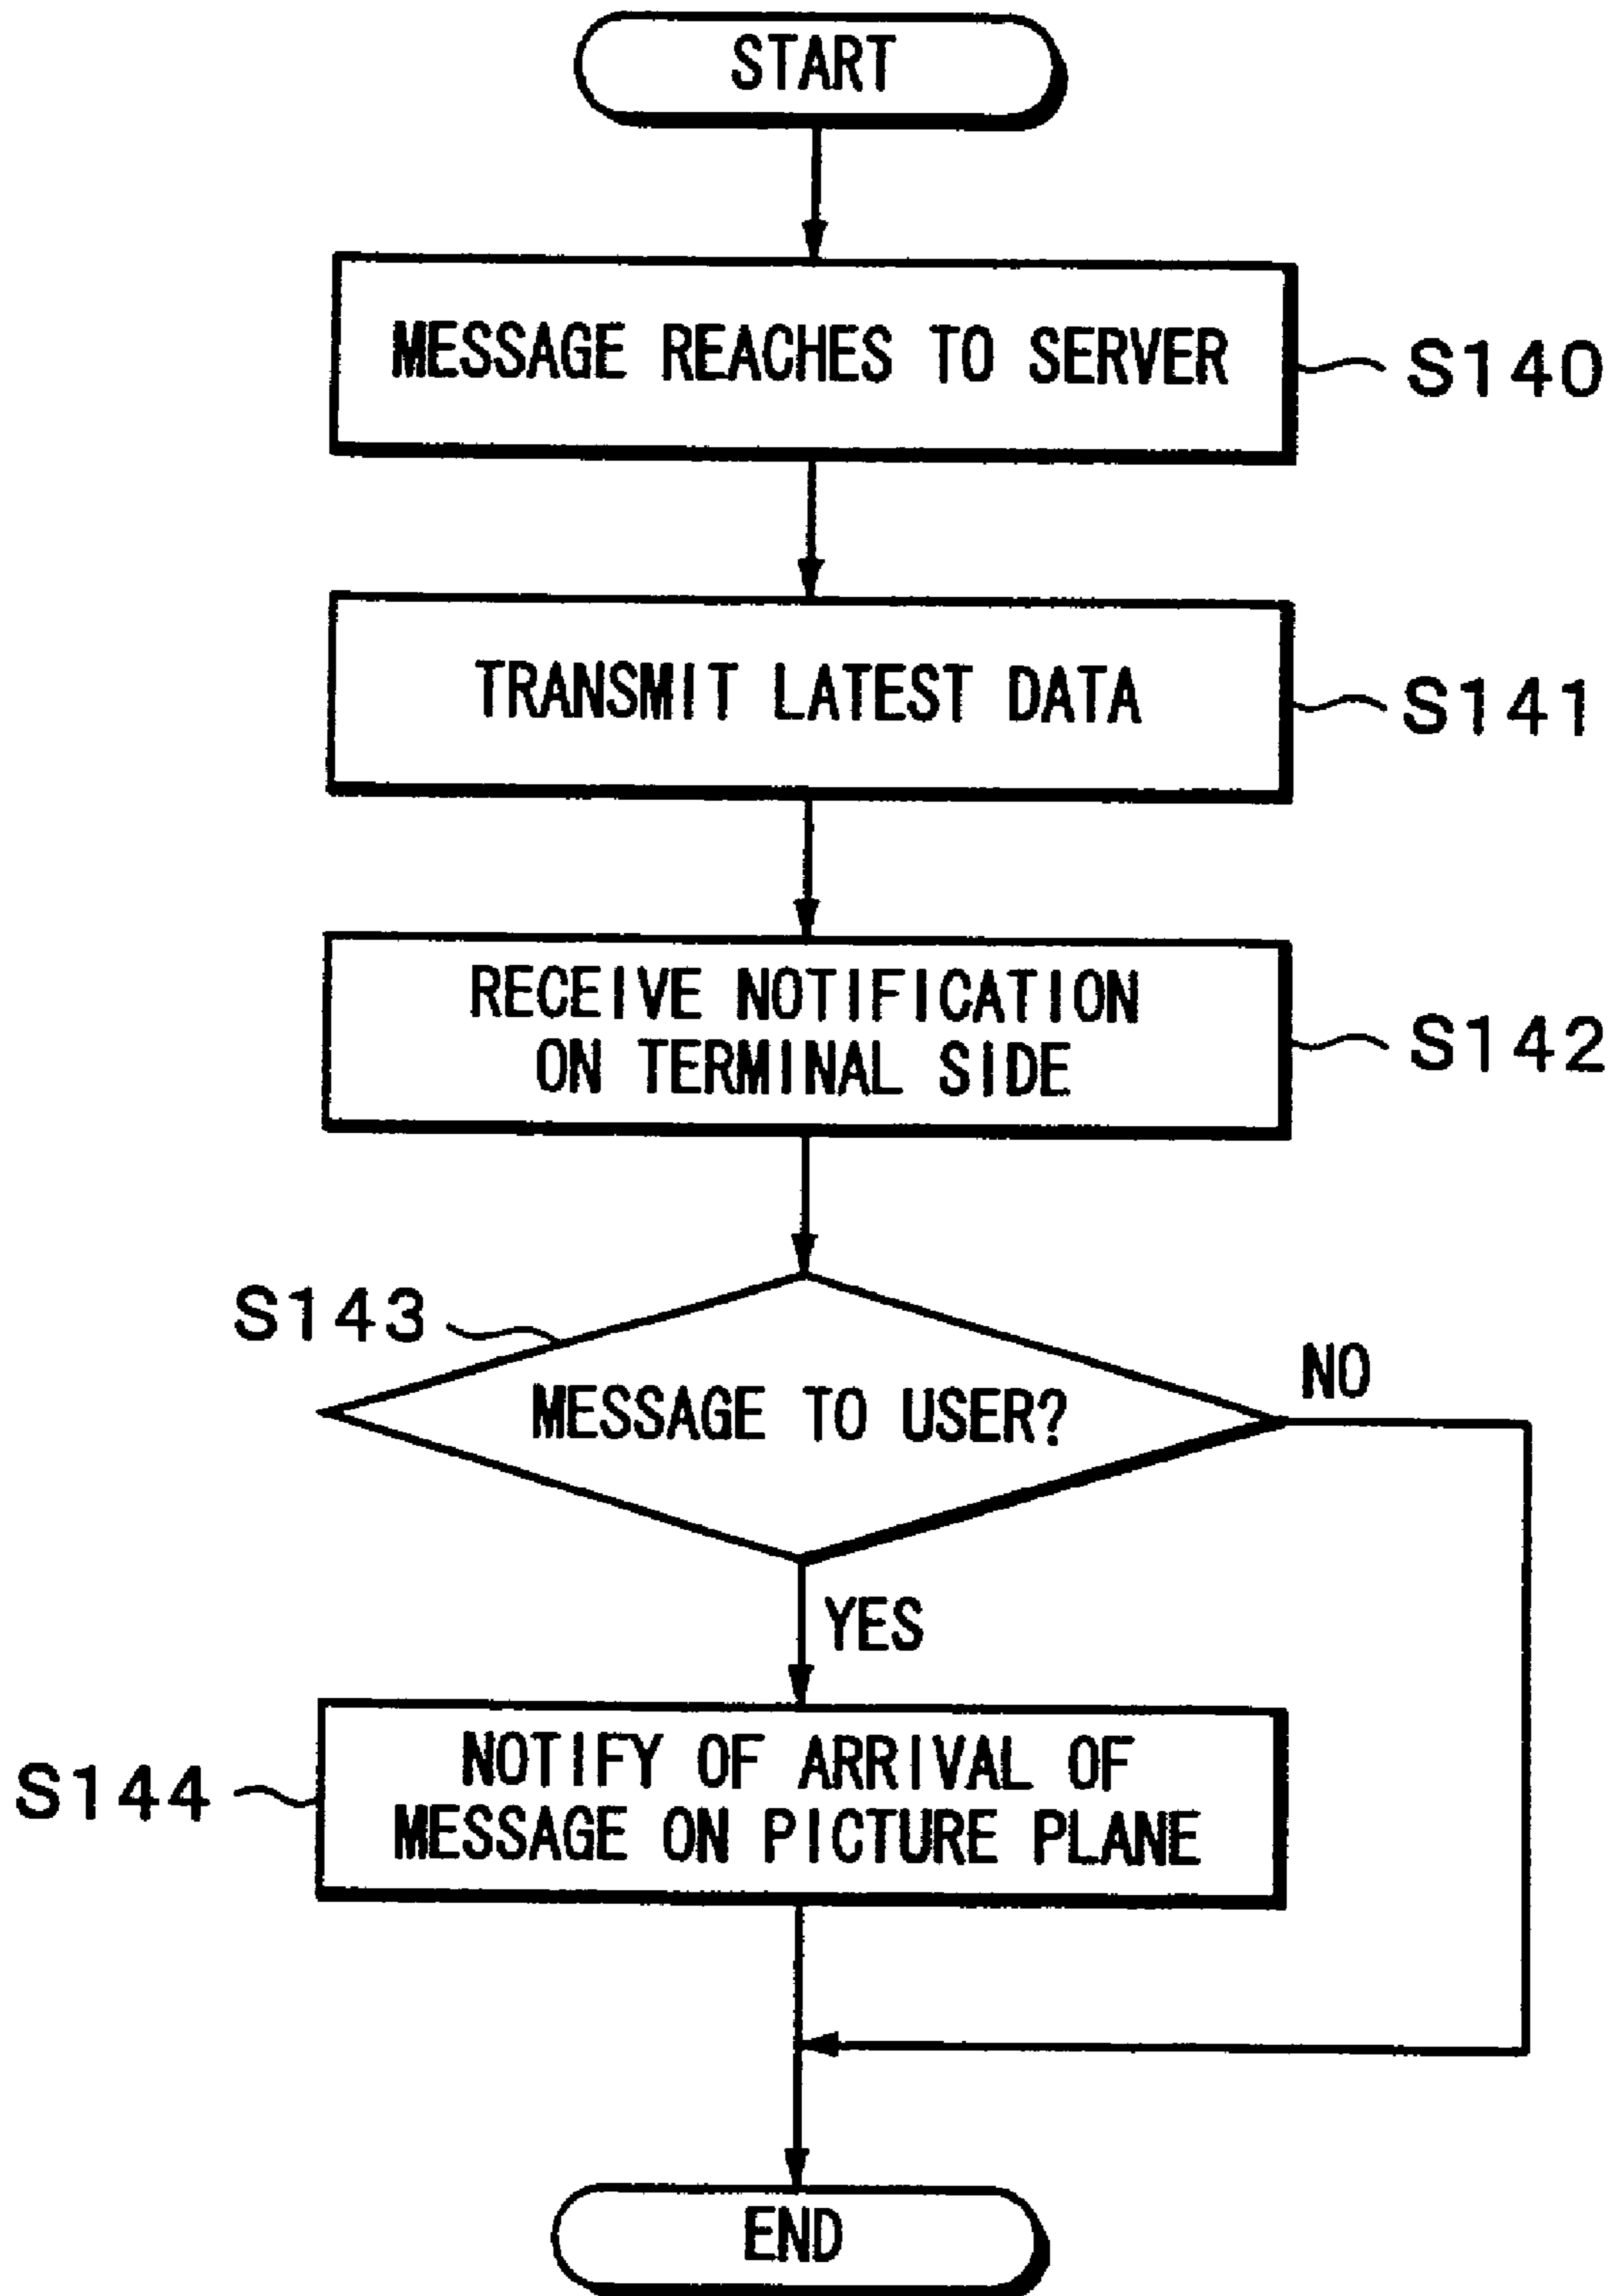 START
MESSAGE REACHES TO SERVER
S140
TRANSMIT LATEST DATA
S141
RECEIVE NOTIFICATION
ON TERMINAL SIDE
S142
S143
MESSAGE TO USER?
NO
YES
S144
NOTIFY OF ARRIVAL OF
MESSAGE ON PICTURE PLANE
END